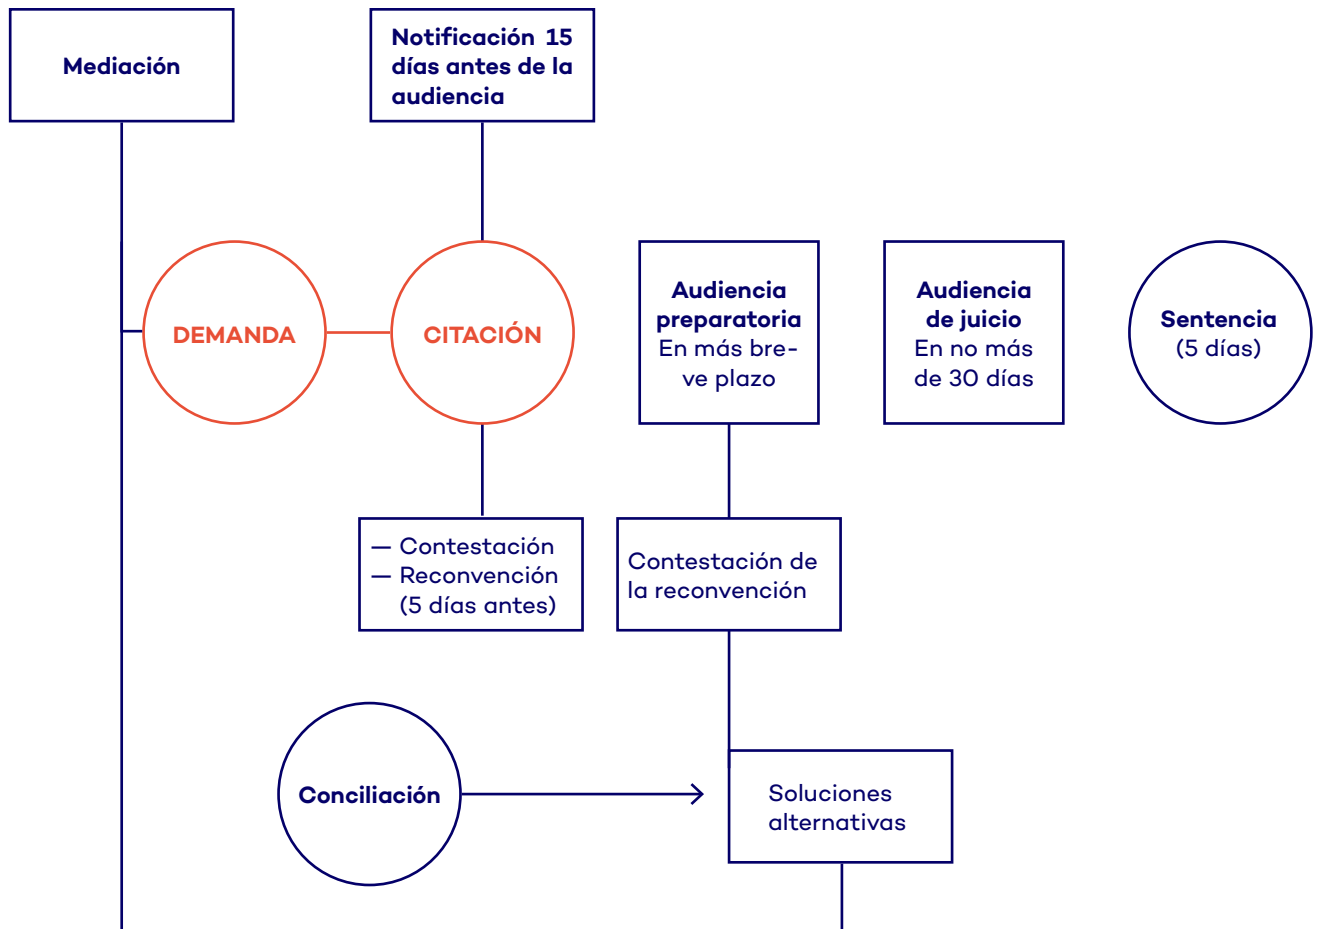 Mediación
Notificación 15
días antes de la
audiencia
DEMANDA
CITACIÓN
Audiencia
preparatoria
En más bre-
ve plazo
Audiencia
de juicio
En no más
de 30 días
Sentencia
(5 días)
— Contestación
— Reconvención
(5 días antes)
Contestación de
la reconvención
Conciliación
Soluciones
alternativas